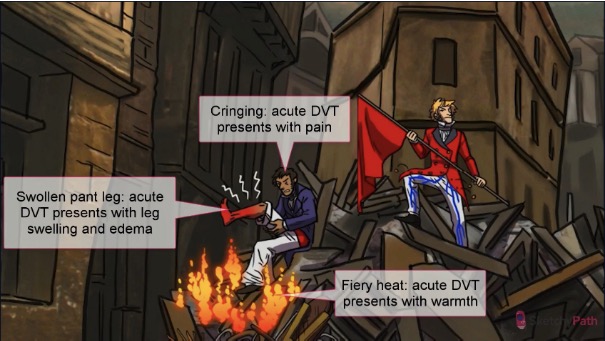 Cringing: acute DVT
presents with pain
Swollen pant leg: acute
DVT presents with leg
swelling and edema
Fiery heat: acute DVT
presents with warmth
SketchyPath